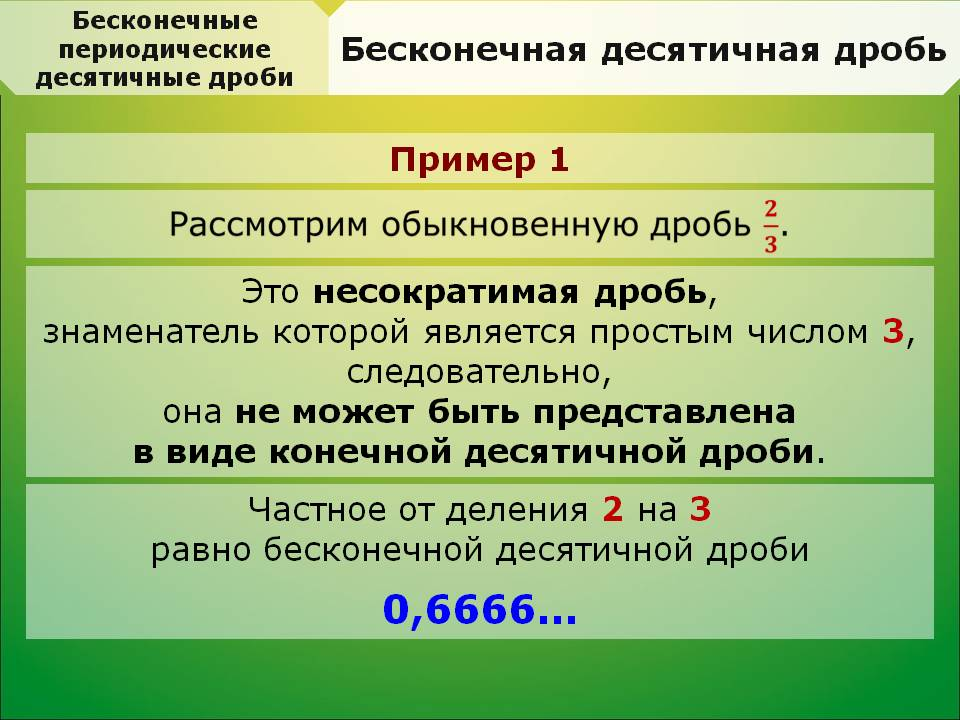 Бесконечные
периодические
десятичные дроби
Бесконечная десятичная дробь
Пример 1
Рассмотрим обыкновенную дробь 2/3.
Это несократимая дробь,
знаменатель которой является простым числом 3,
следовательно,
она не может быть представлена
в виде конечной десятичной дроби.
Частное от деления 2 на 3
равно бесконечной десятичной дроби
0,6666...